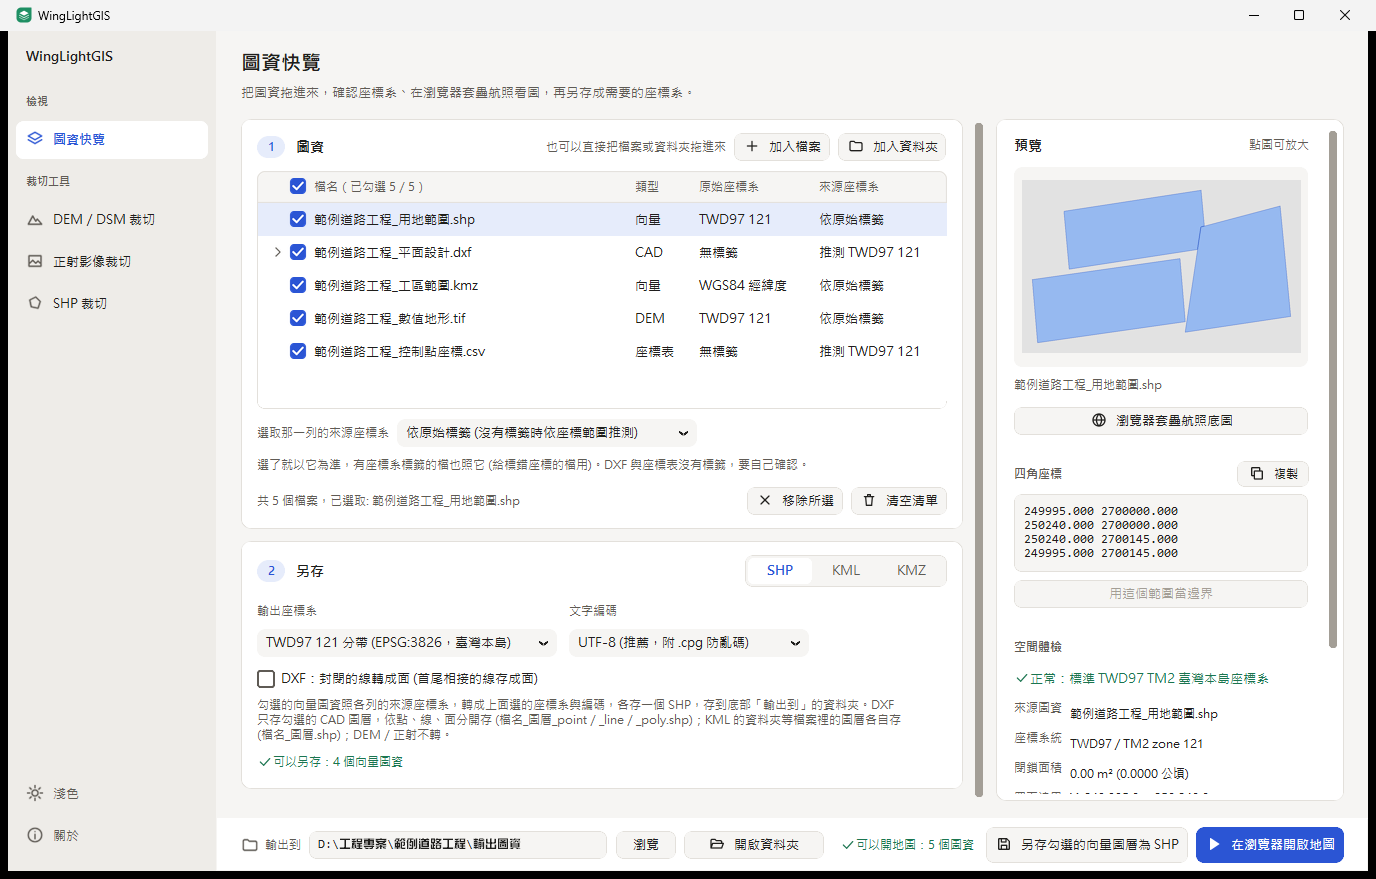 WingLightGIS
WingLightGIS
檢視
圖資快覽
裁切工具
DEM / DSM 裁切
正射影像裁切
SHP 裁切
淺色
關於
圖資快覽
把圖資拖進來，確認座標系、在瀏覽器套疊航照看圖，再另存成需要的座標系。
1 圖資 也可以直接把檔案或資料夾拖進來 加入檔案 加入資料夾
檔名 ( 已勾選 5 / 5 ) 類型 原始座標系 來源座標系
範例道路工程_用地範圍.shp 向量 TWD97 121 依原始標籤
範例道路工程_平面設計.dxf CAD 無標籤 推測 TWD97 121
範例道路工程_工區範圍.kmz 向量 WGS84 經緯度 依原始標籤
範例道路工程_數值地形.tif DEM TWD97 121 依原始標籤
範例道路工程_控制點座標.csv 座標表 無標籤 推測 TWD97 121
選取那一列的來源座標系 依原始標籤 (沒有標籤時依座標範圍推測)
選了就以它為準，有座標系標籤的檔也照它 (給標錯座標的檔用)。DXF 與座標表沒有標籤，要自己確認。
共 5 個檔案，已選取: 範例道路工程_用地範圍.shp 移除所選 清空清單
2 另存 SHP KML KMZ
輸出座標系 文字編碼
TWD97 121 分帶 (EPSG:3826，臺灣本島) UTF-8 (推薦，附 .cpg 防亂碼)
DXF：封閉的線轉成面 (首尾相接的線存成面)
勾選的向量圖資照各列的來源座標系，轉成上面選的座標系與編碼，各存一個 SHP，存到底部「輸出到」的資料夾。DXF
只存勾選的 CAD 圖層，依點、線、面分開存 (檔名_圖層_point / _line / _poly.shp)；KML 的資料夾等檔案裡的圖層各自存
(檔名_圖層.shp)；DEM / 正射不轉。
可以另存：4 個向量圖資
預覽 點圖可放大
範例道路工程_用地範圍.shp
瀏覽器套疊航照底圖
四角座標 複製
249995.000 2700000.000
250240.000 2700000.000
250240.000 2700145.000
249995.000 2700145.000
用這個範圍當邊界
空間體檢
正常：標準 TWD97 TM2 臺灣本島座標系
來源圖資 範例道路工程_用地範圍.shp
座標系統 TWD97 / TM2 zone 121
閉鎖面積 0.00 m² (0.0000 公頃)
輸出到 D:\工程專案\範例道路工程\輸出圖資 瀏覽 開啟資料夾 可以開地圖：5 個圖資 另存勾選的向量圖層為 SHP 在瀏覽器開啟地圖